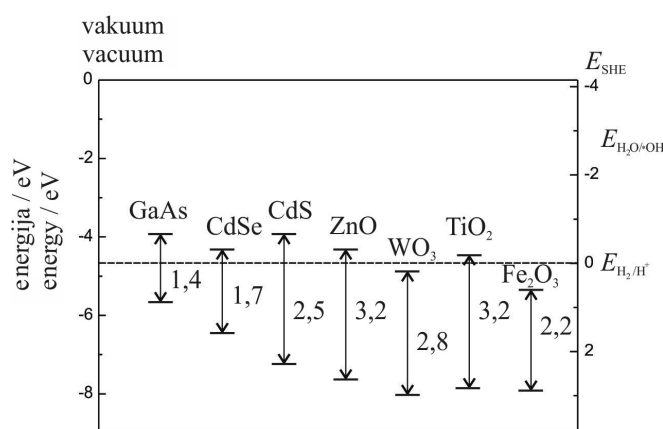 vakuum
vacuum
energija / eV
energy / eV
0
-2
-4
-6
-8
GaAs
CdSe
CdS
ZnO
WO₃
TiO₂
Fe₂O₃
1,4
1,7
2,5
3,2
2,8
3,2
2,2
E_SHE
-4
E_H₂O/•OH
-2
0
E_H₂/H⁺
2